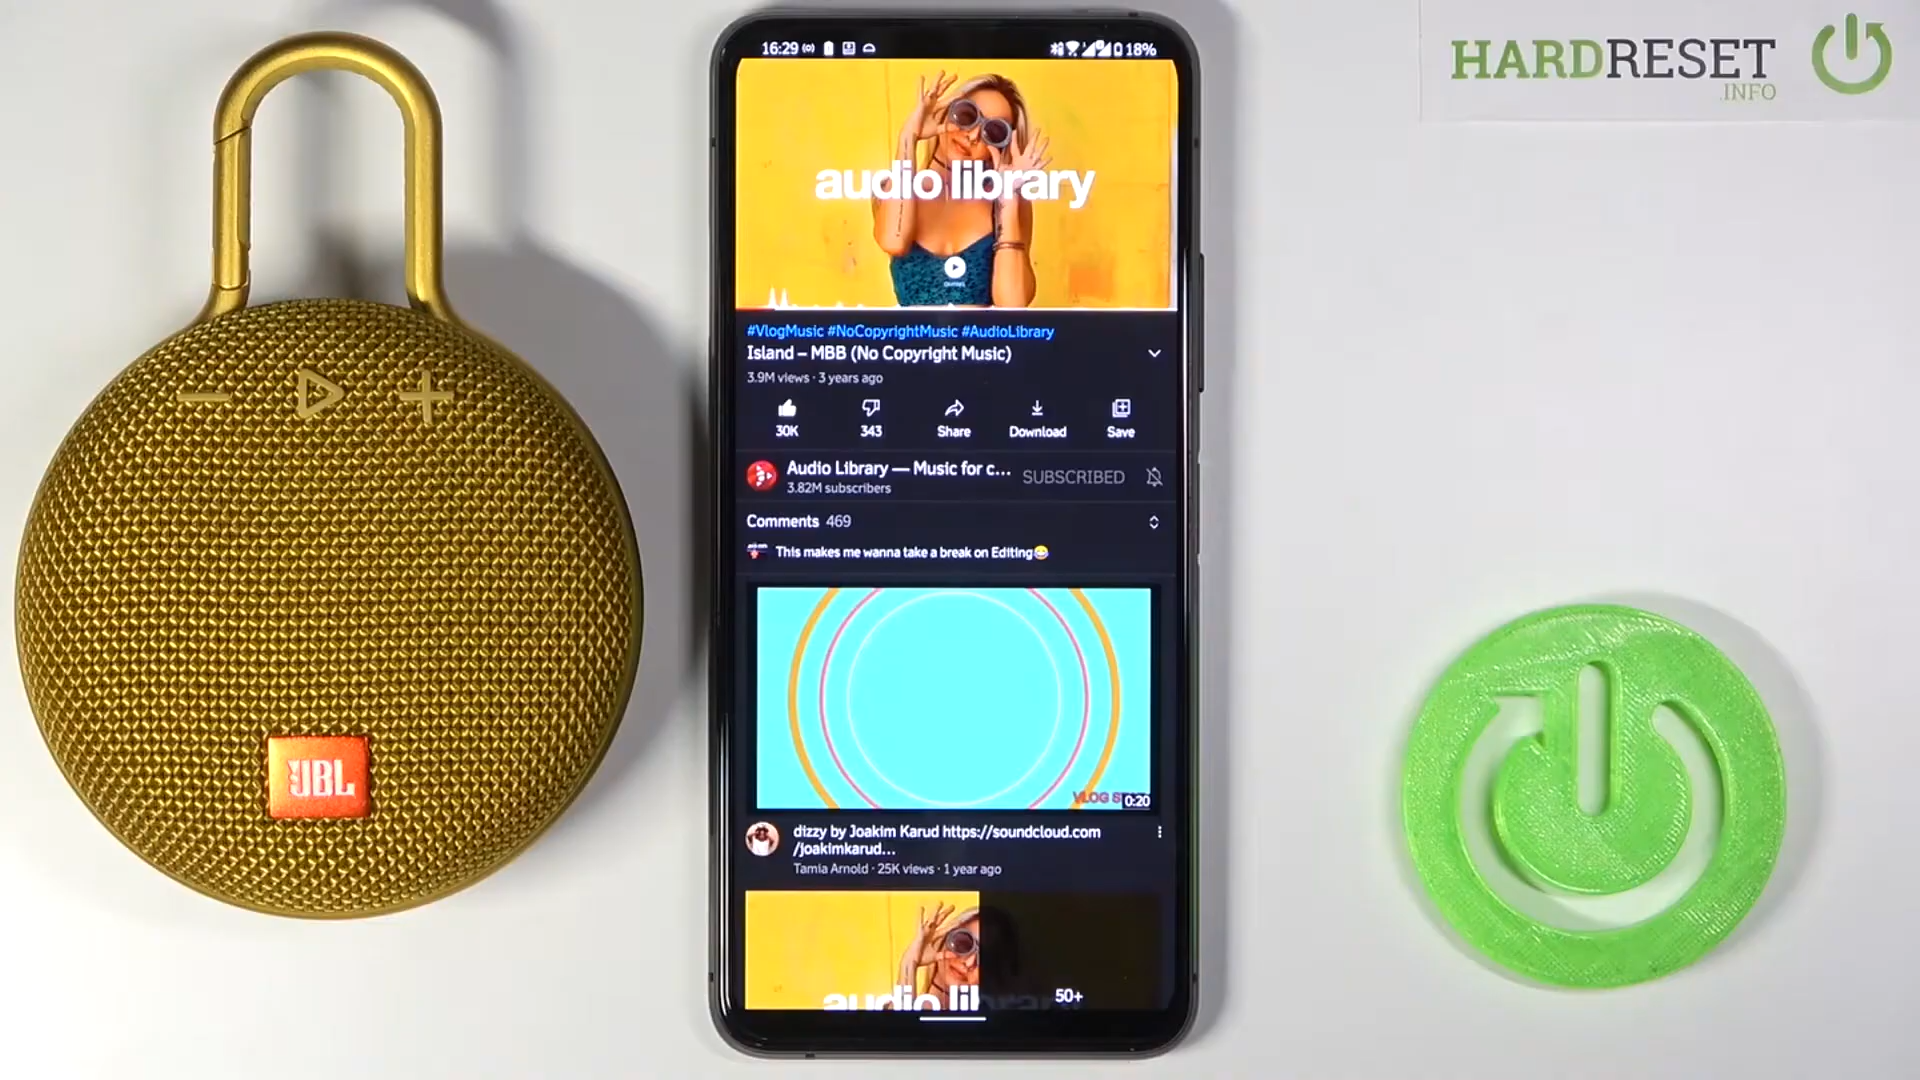 16:29
18%
HARDRESET
.INFO
audio library
#VlogMusic #NoCopyrightMusic #AudioLibrary
Island – MBB (No Copyright Music)
3.9M views · 3 years ago
30K
343
Share
Download
Save
Audio Library — Music for c...
SUBSCRIBED
3.82M subscribers
Comments 469
This makes me wanna take a break on Editing😂
VLOG
0:20
dizzy by Joakim Karud https://soundcloud.com
/joakimkarud...
Tamia Arnold · 25K views · 1 year ago
audio library
50+
JBL